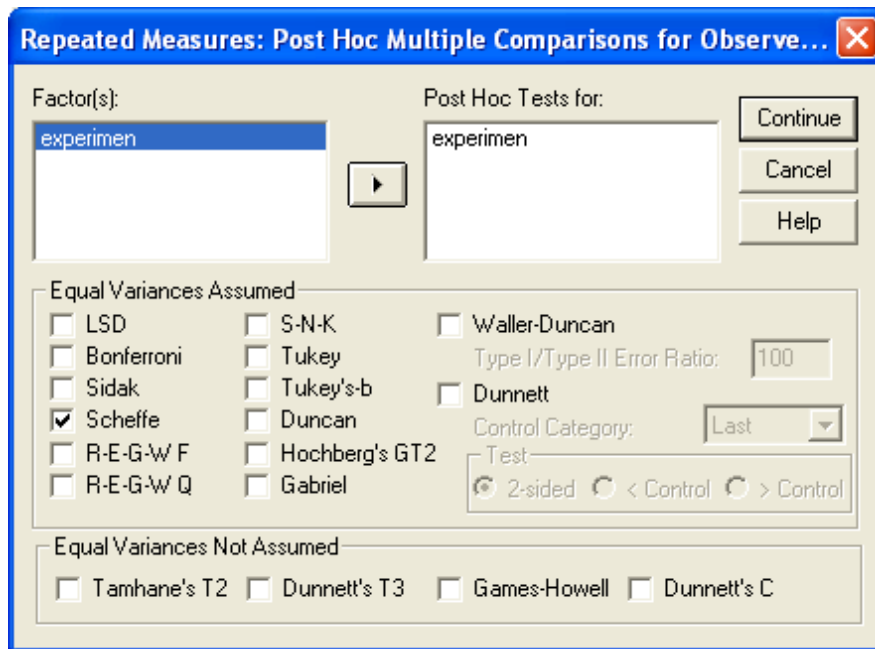 Repeated Measures: Post Hoc Multiple Comparisons for Observe...
Factor(s):
experimen
Post Hoc Tests for:
experimen
Continue
Cancel
Help
Equal Variances Assumed
LSD
Bonferroni
Sidak
Scheffe
R-E-G-W F
R-E-G-W Q
S-N-K
Tukey
Tukey's-b
Duncan
Hochberg's GT2
Gabriel
Waller-Duncan
Type I/Type II Error Ratio: 100
Dunnett
Control Category: Last
Test
2-sided < Control > Control
Equal Variances Not Assumed
Tamhane's T2 Dunnett's T3 Games-Howell Dunnett's C